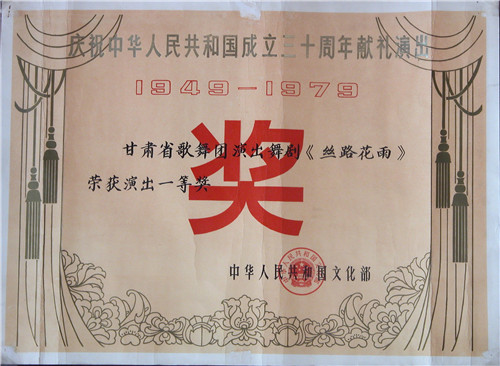 庆祝中华人民共和国成立三十周年献礼演出
1949-1979
奖
甘肃省歌舞团演出舞剧《丝路花雨》
荣获演出一等奖
中华人民共和国文化部